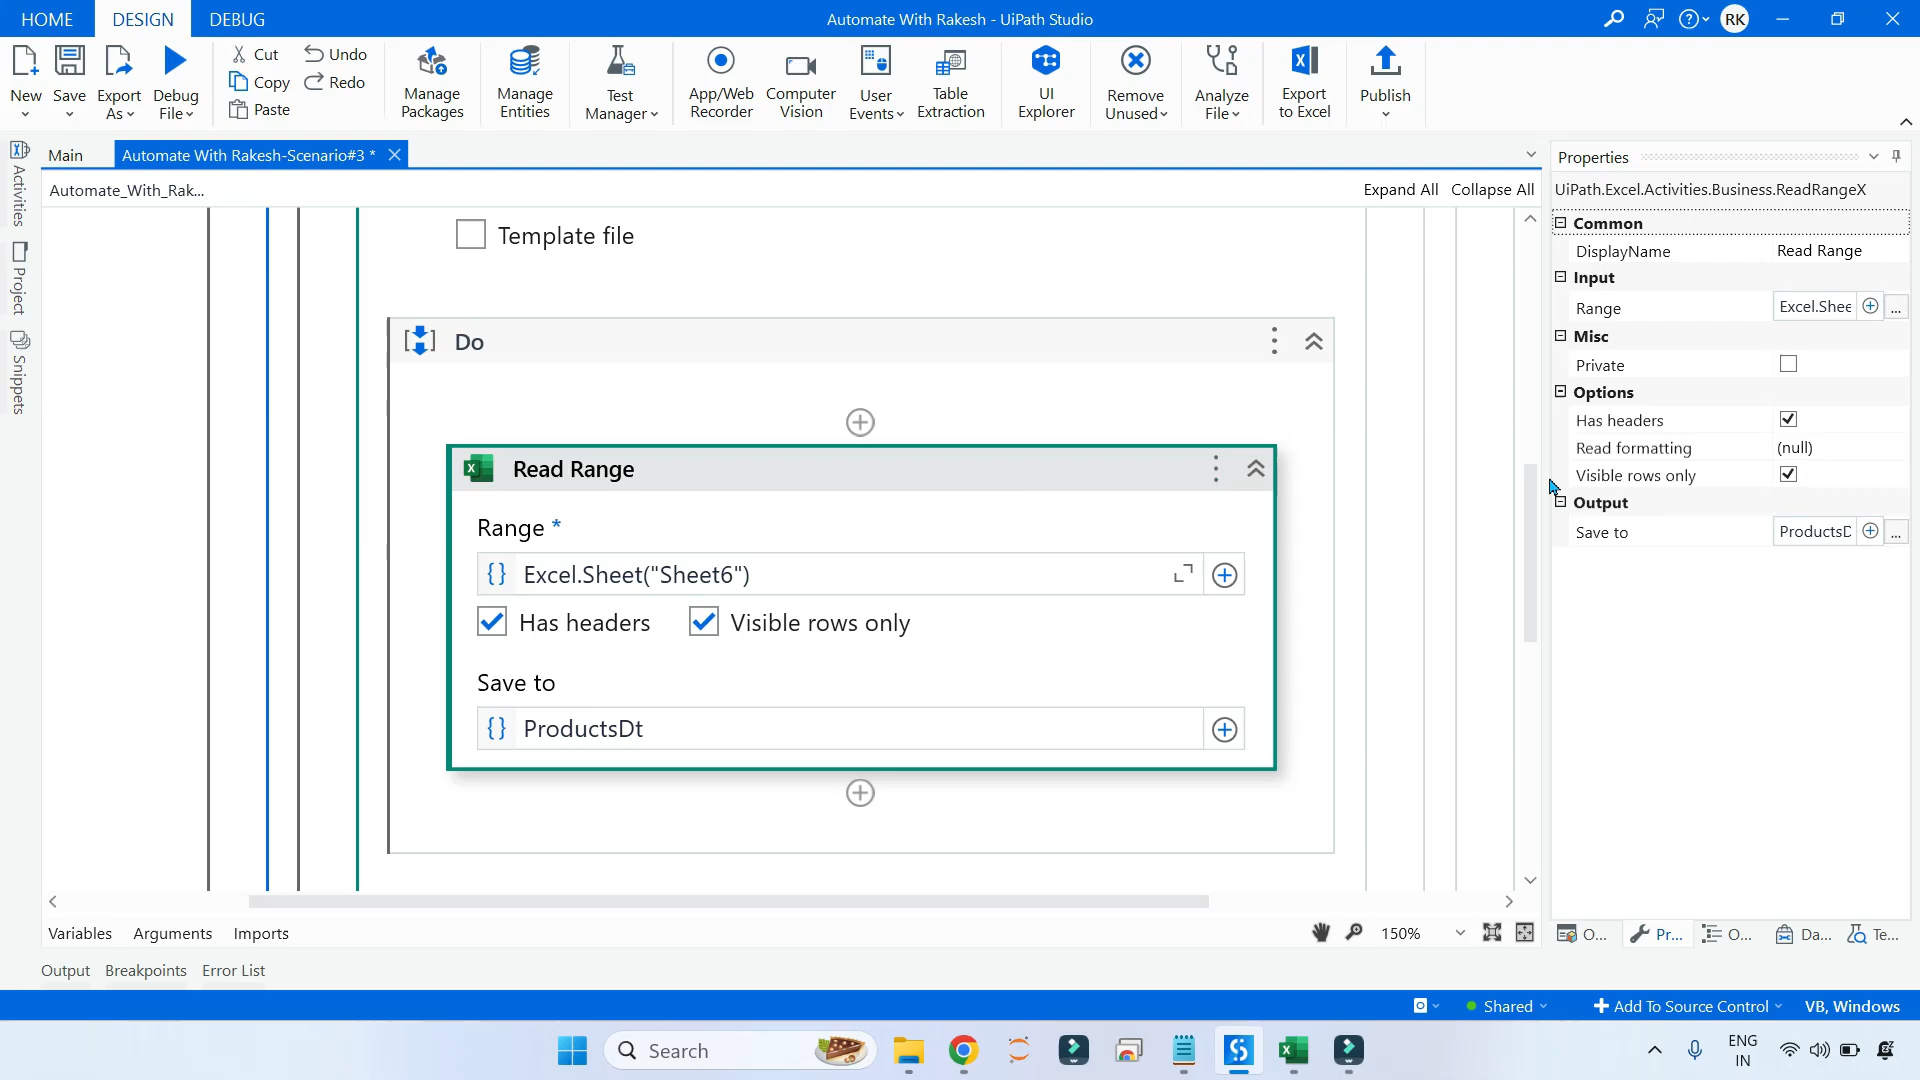 HOME
DESIGN
DEBUG
Automate With Rakesh - UiPath Studio
RK
New
Save
Export As
Debug File
Cut
Copy
Paste
Undo
Redo
Manage Packages
Manage Entities
Test Manager
App/Web Recorder
Computer Vision
User Events
Table Extraction
UI Explorer
Remove Unused
Analyze File
Export to Excel
Publish
Activities
Project
Snippets
Main
Automate With Rakesh-Scenario#3 *
Automate_With_Rak...
Expand All
Collapse All
Template file
Do
Read Range
Range *
{} Excel.Sheet("Sheet6")
Has headers
Visible rows only
Save to
{} ProductsDt
Properties
UiPath.Excel.Activities.Business.ReadRangeX
Common
DisplayName
Read Range
Input
Range
Excel.Shee
...
Misc
Private
Options
Has headers
Read formatting
(null)
Visible rows only
Output
Save to
ProductsD
...
Variables
Arguments
Imports
150%
O...
Pr...
O...
Da...
Te...
Output
Breakpoints
Error List
Shared
Add To Source Control
VB, Windows
Search
ENG
IN